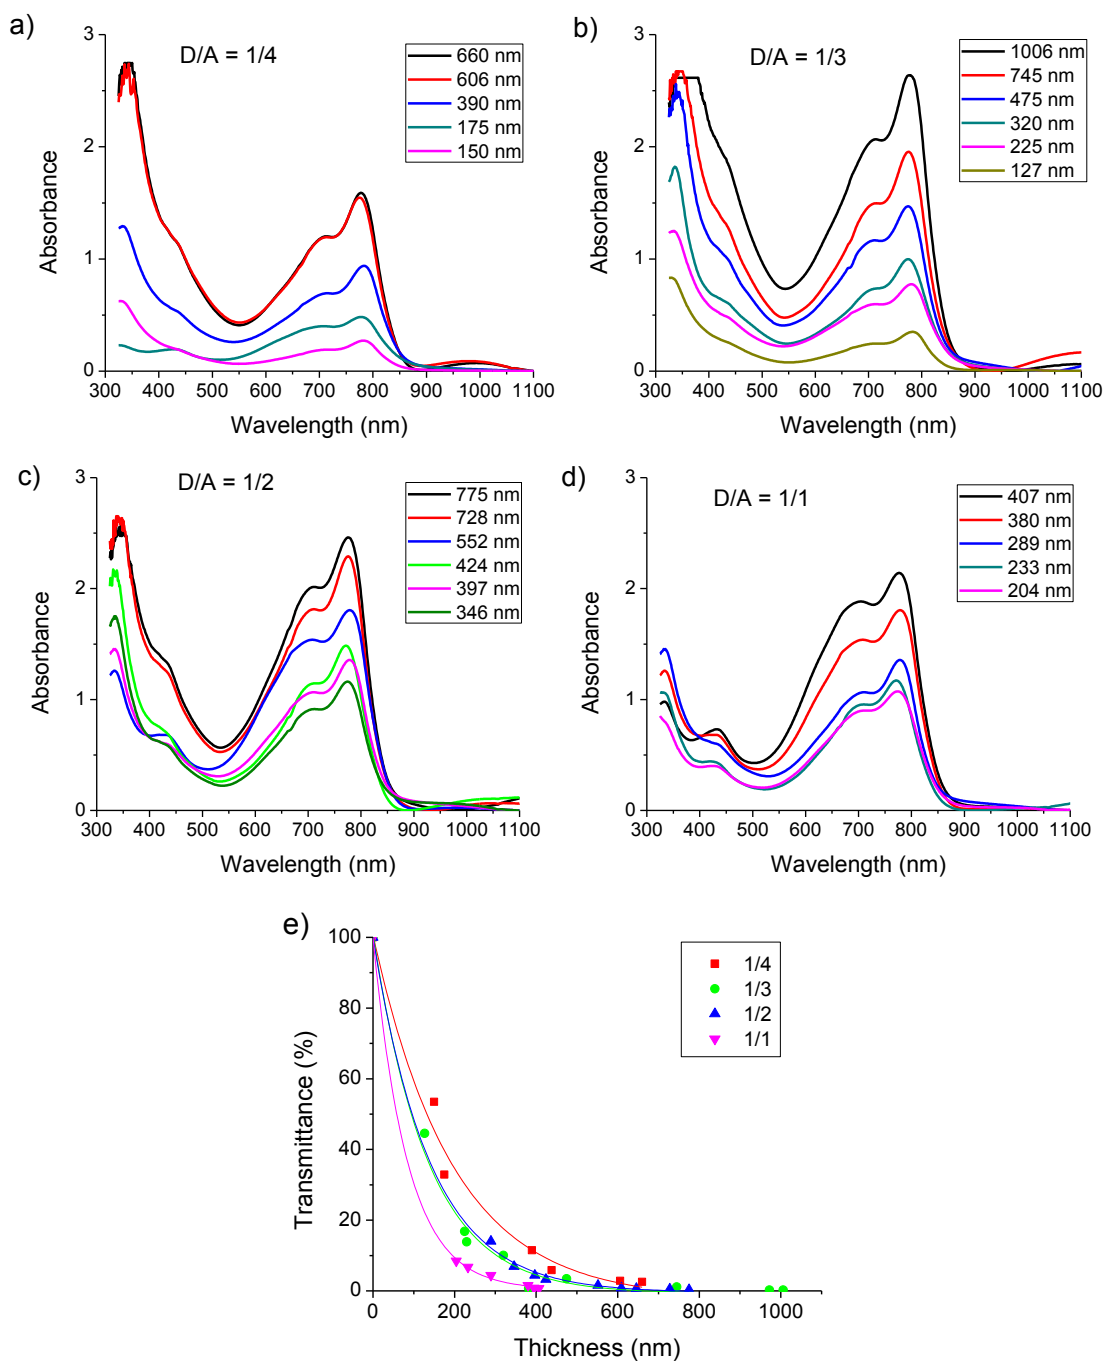 a)
D/A = 1/4
660 nm
606 nm
390 nm
175 nm
150 nm
Absorbance
3
2
1
0
300 400 500 600 700 800 900 1000 1100
Wavelength (nm)
b)
D/A = 1/3
1006 nm
745 nm
475 nm
320 nm
225 nm
127 nm
Absorbance
3
2
1
0
300 400 500 600 700 800 900 1000 1100
Wavelength (nm)
c)
D/A = 1/2
775 nm
728 nm
552 nm
424 nm
397 nm
346 nm
Absorbance
3
2
1
0
300 400 500 600 700 800 900 1000 1100
Wavelength (nm)
d)
D/A = 1/1
407 nm
380 nm
289 nm
233 nm
204 nm
Absorbance
3
2
1
0
300 400 500 600 700 800 900 1000 1100
Wavelength (nm)
e)
1/4
1/3
1/2
1/1
Transmittance (%)
100
80
60
40
20
0
0 200 400 600 800 1000
Thickness (nm)